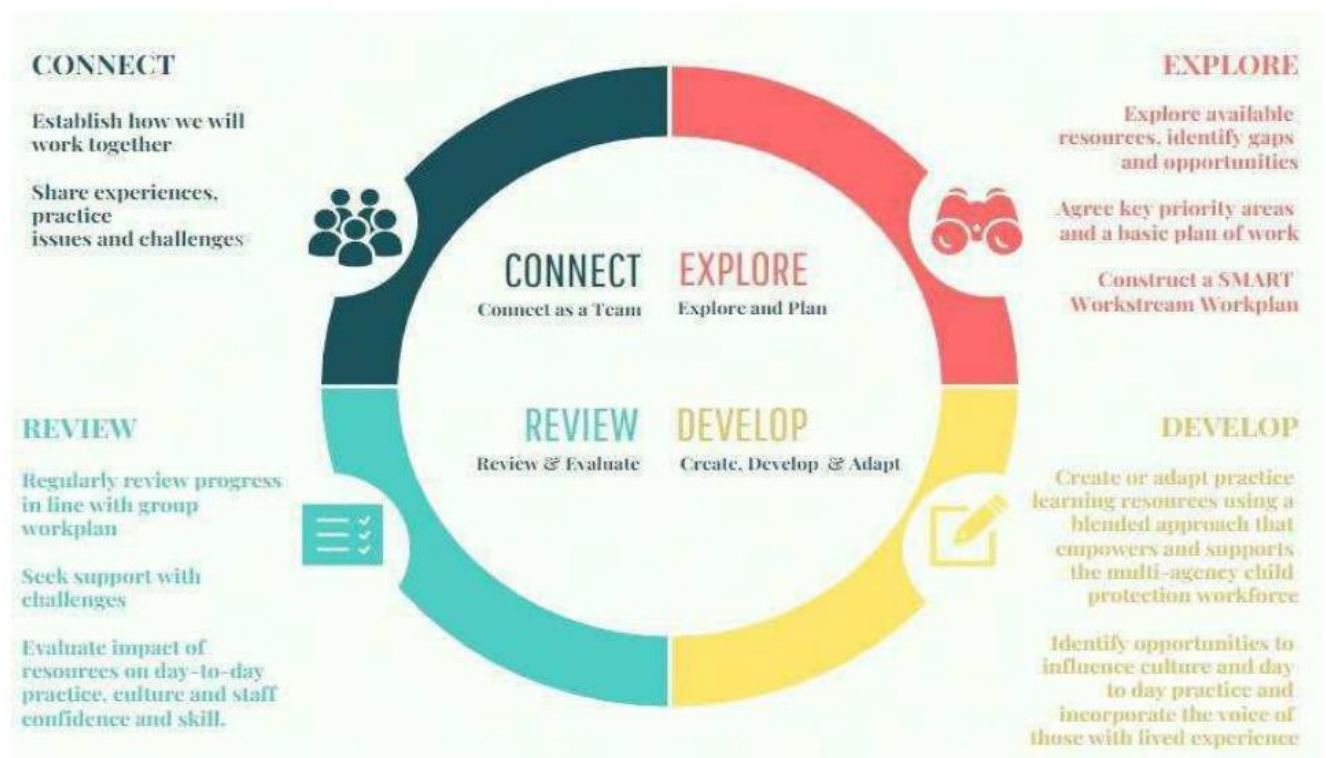 CONNECT
Establish how we will
work together
Share experiences,
practice
issues and challenges
EXPLORE
Explore available
resources, identify gaps
and opportunities
Agree key priority areas
and a basic plan of work
Construct a SMART
Workstream Workplan
CONNECT
Connect as a Team
EXPLORE
Explore and Plan
REVIEW
Review & Evaluate
DEVELOP
Create, Develop & Adapt
REVIEW
Regularly review progress
in line with group
workplan
Seek support with
challenges
Evaluate impact of
resources on day-to-day
practice, culture and staff
confidence and skill.
DEVELOP
Create or adapt practice
learning resources using a
blended approach that
empowers and supports
the multi-agency child
protection workforce
Identify opportunities to
influence culture and day
to day practice and
incorporate the voice of
those with lived experience